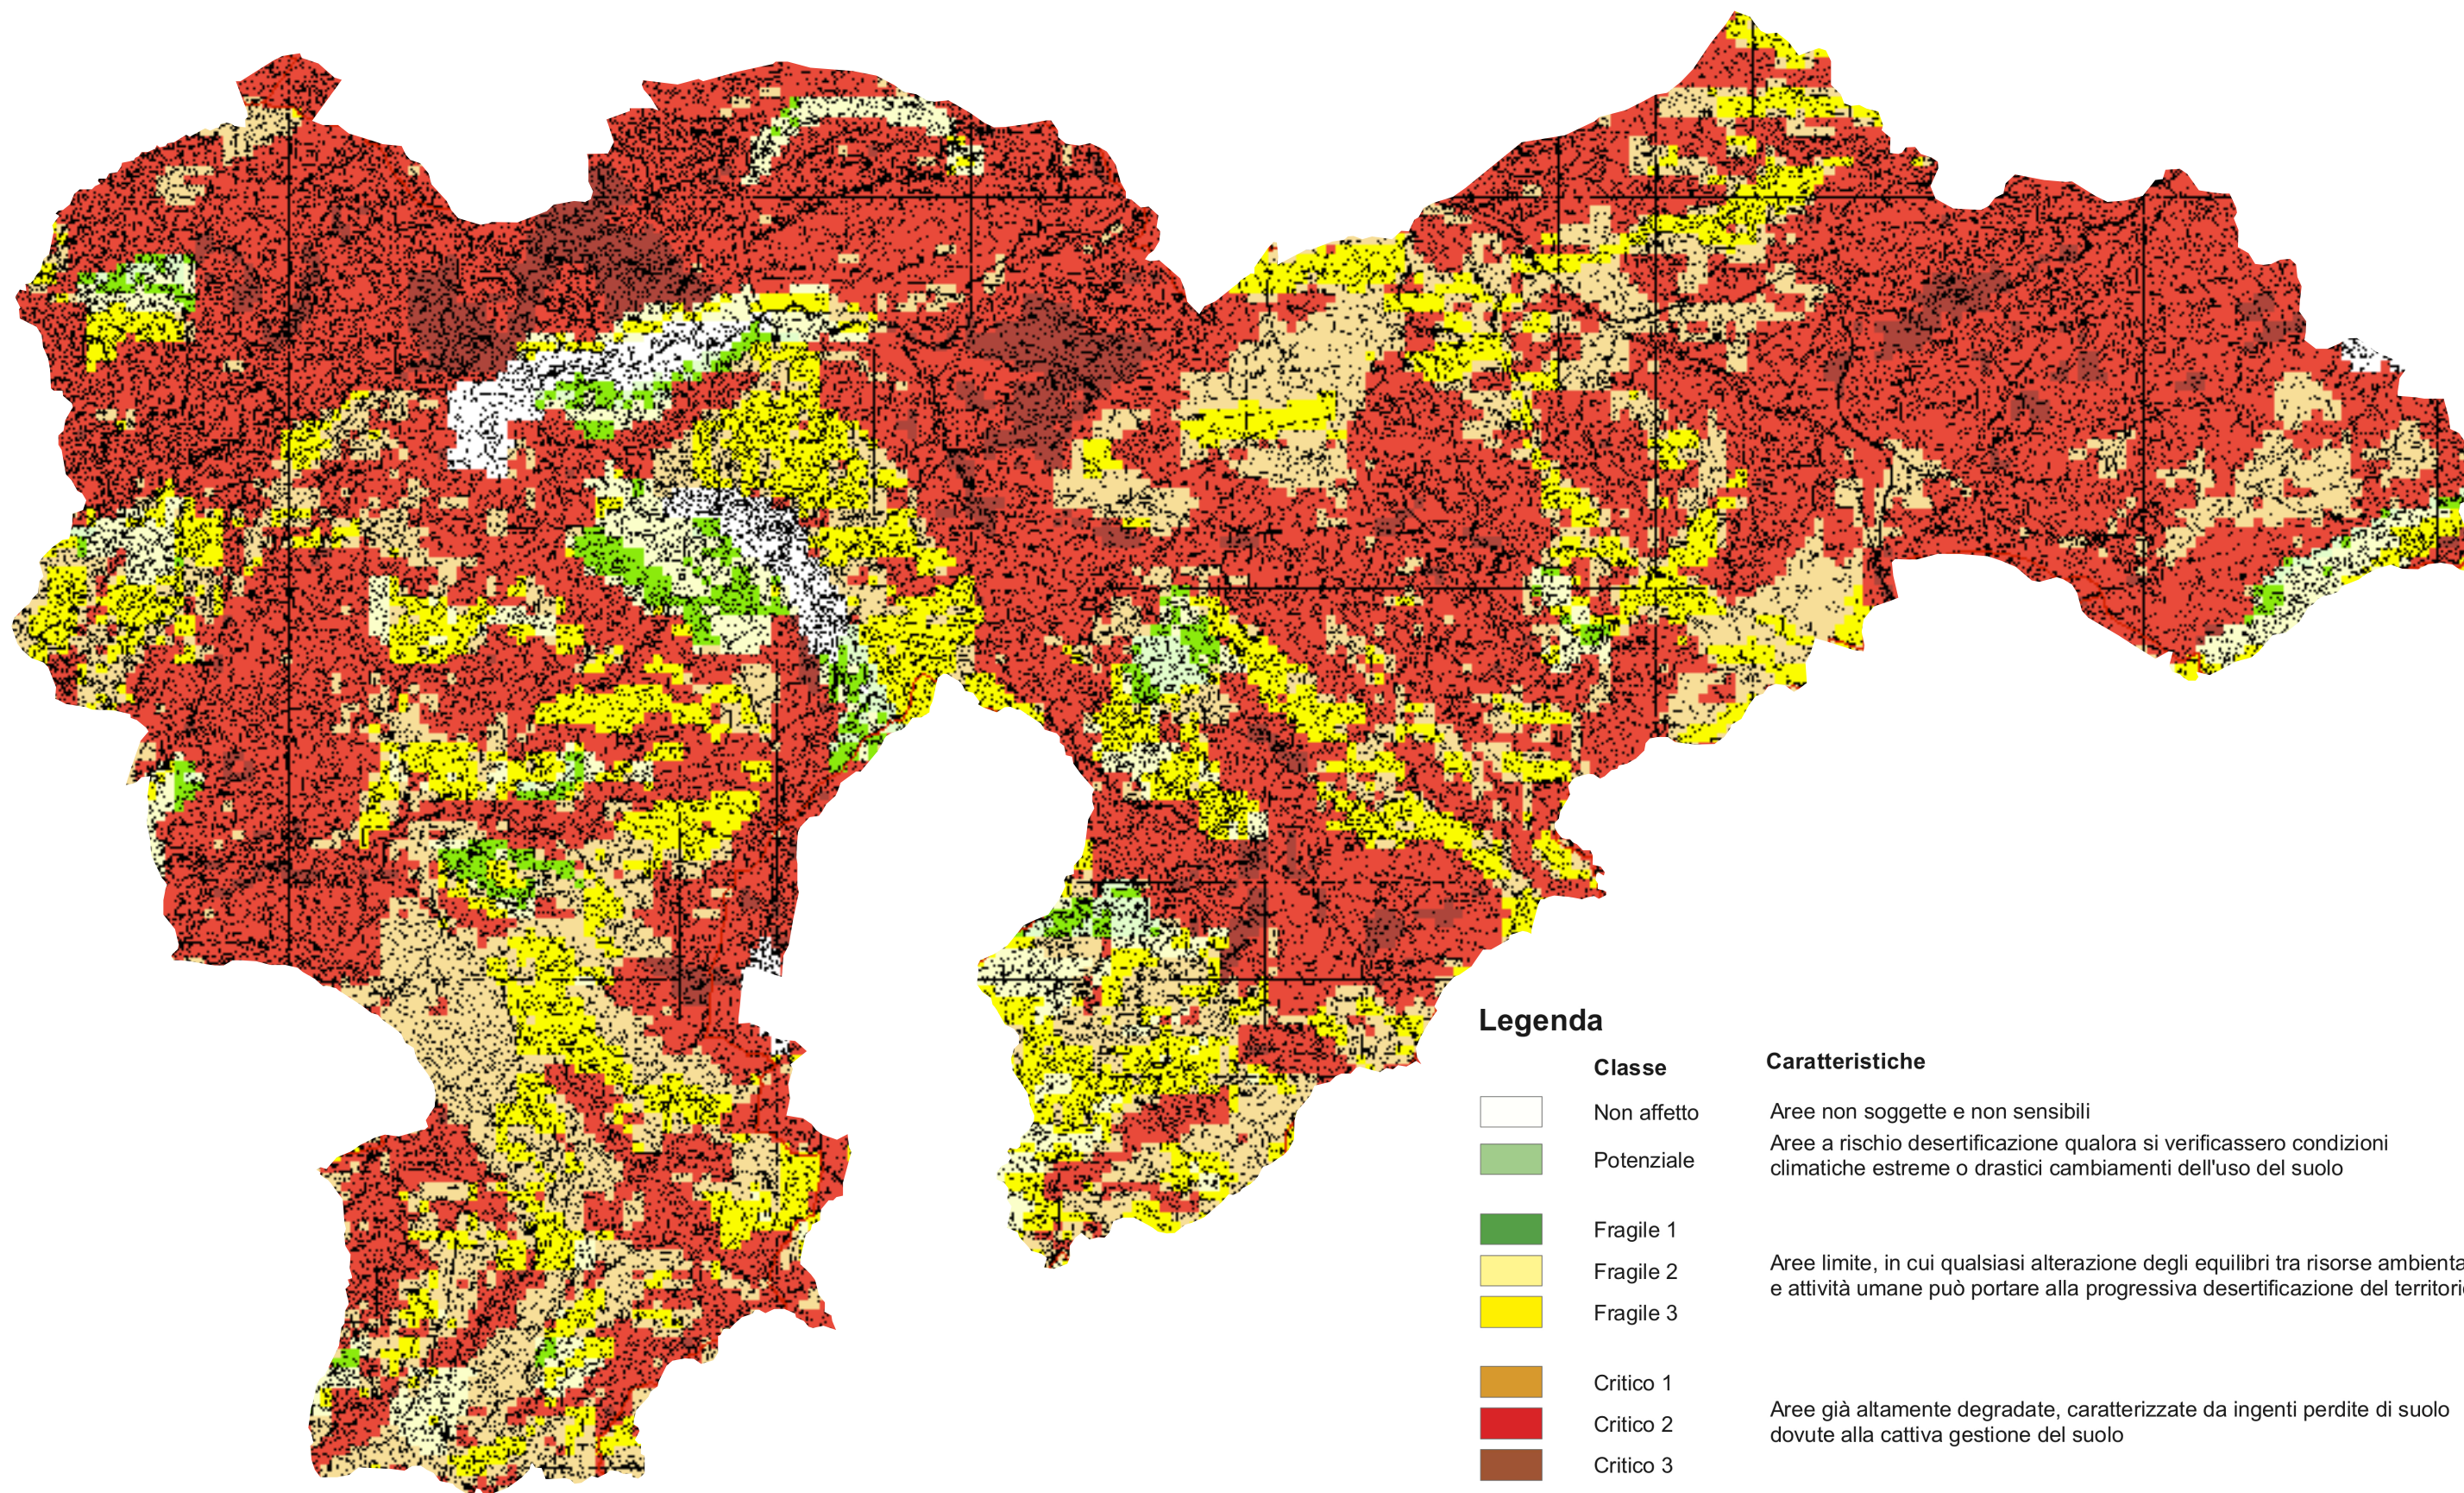 Legenda
Classe Caratteristiche
Non affetto Aree non soggette e non sensibili
Potenziale Aree a rischio desertificazione qualora si verificassero condizioni
climatiche estreme o drastici cambiamenti dell'uso del suolo
Fragile 1
Fragile 2 Aree limite, in cui qualsiasi alterazione degli equilibri tra risorse ambienta
e attività umane può portare alla progressiva desertificazione del territori
Fragile 3
Critico 1
Critico 2 Aree già altamente degradate, caratterizzate da ingenti perdite di suolo
dovute alla cattiva gestione del suolo
Critico 3